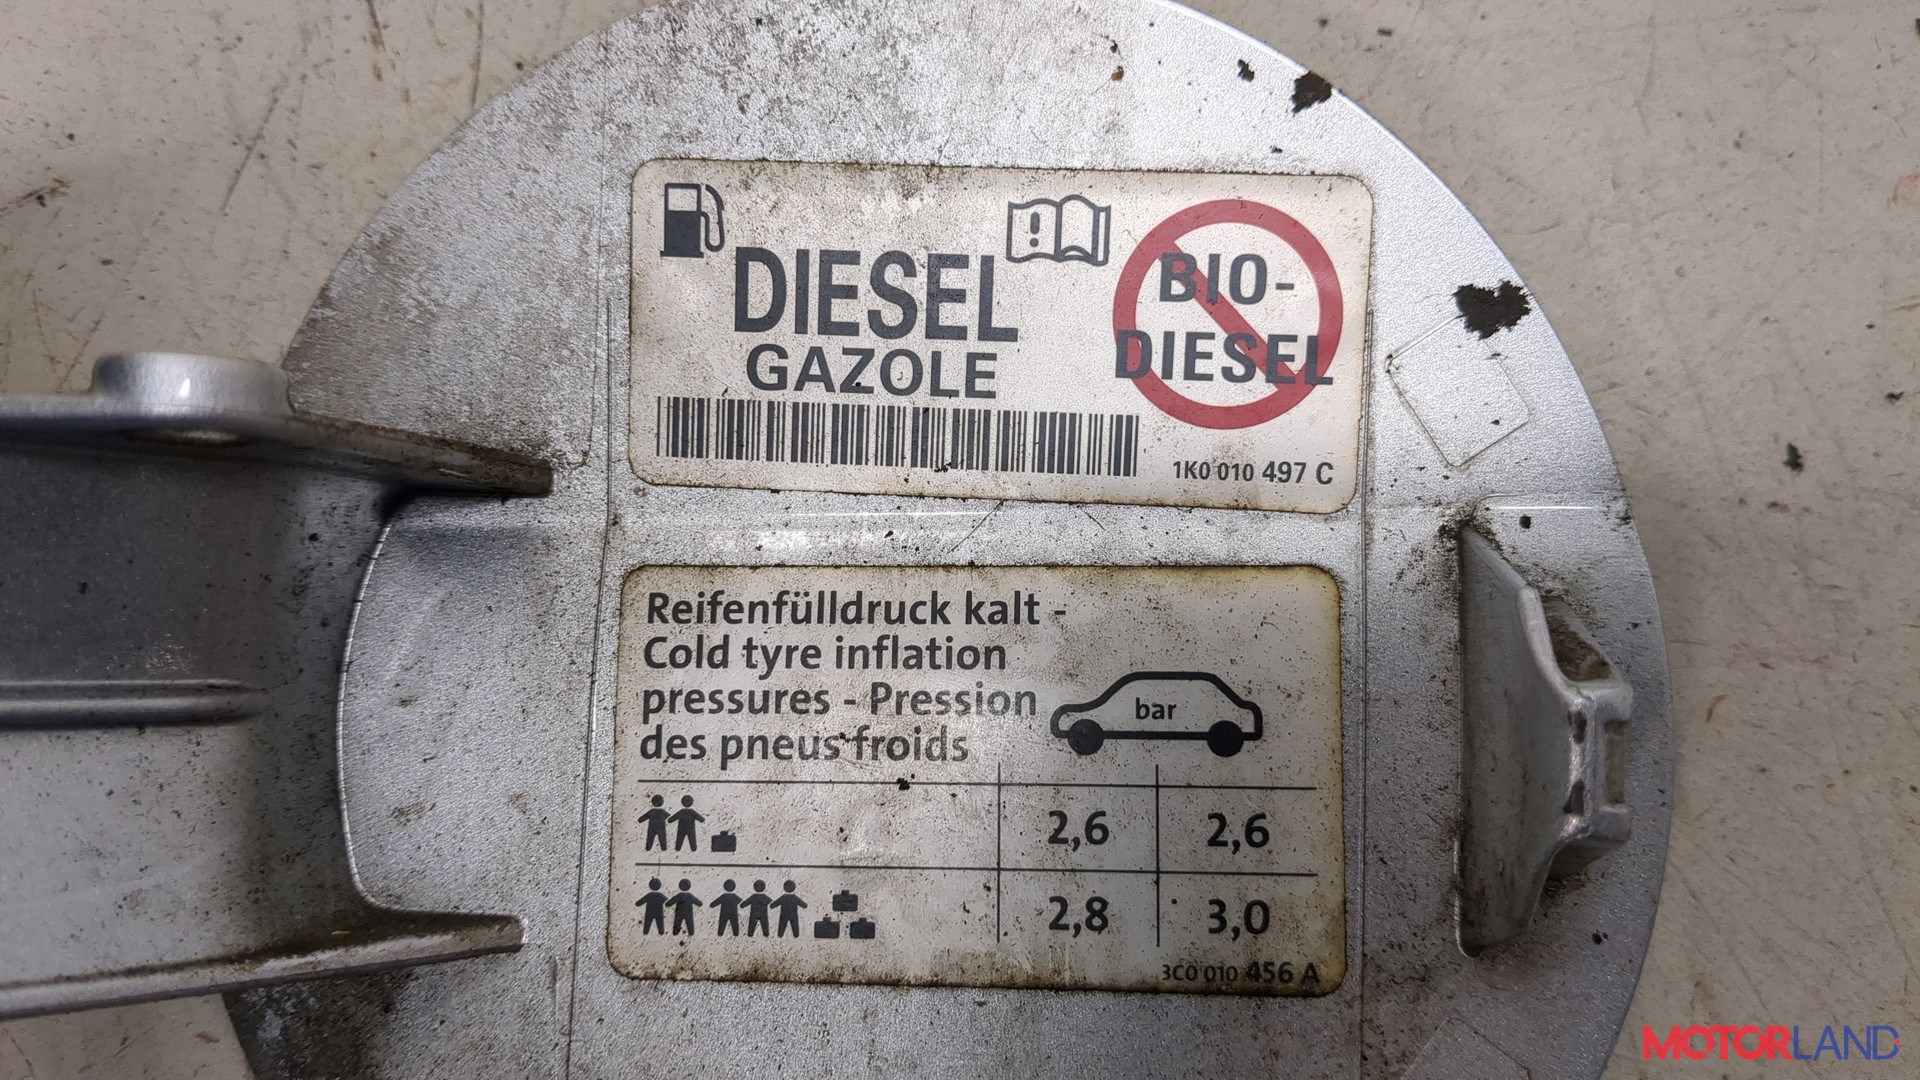 DIESEL
GAZOLE
BIO-
DIESEL
1K0 010 497 C
Reifenfülldruck kalt -
Cold tyre inflation
pressures - Pression
des pneus froids
bar
2,6 2,6
2,8 3,0
3C0 010 456 A
MOTORLAND